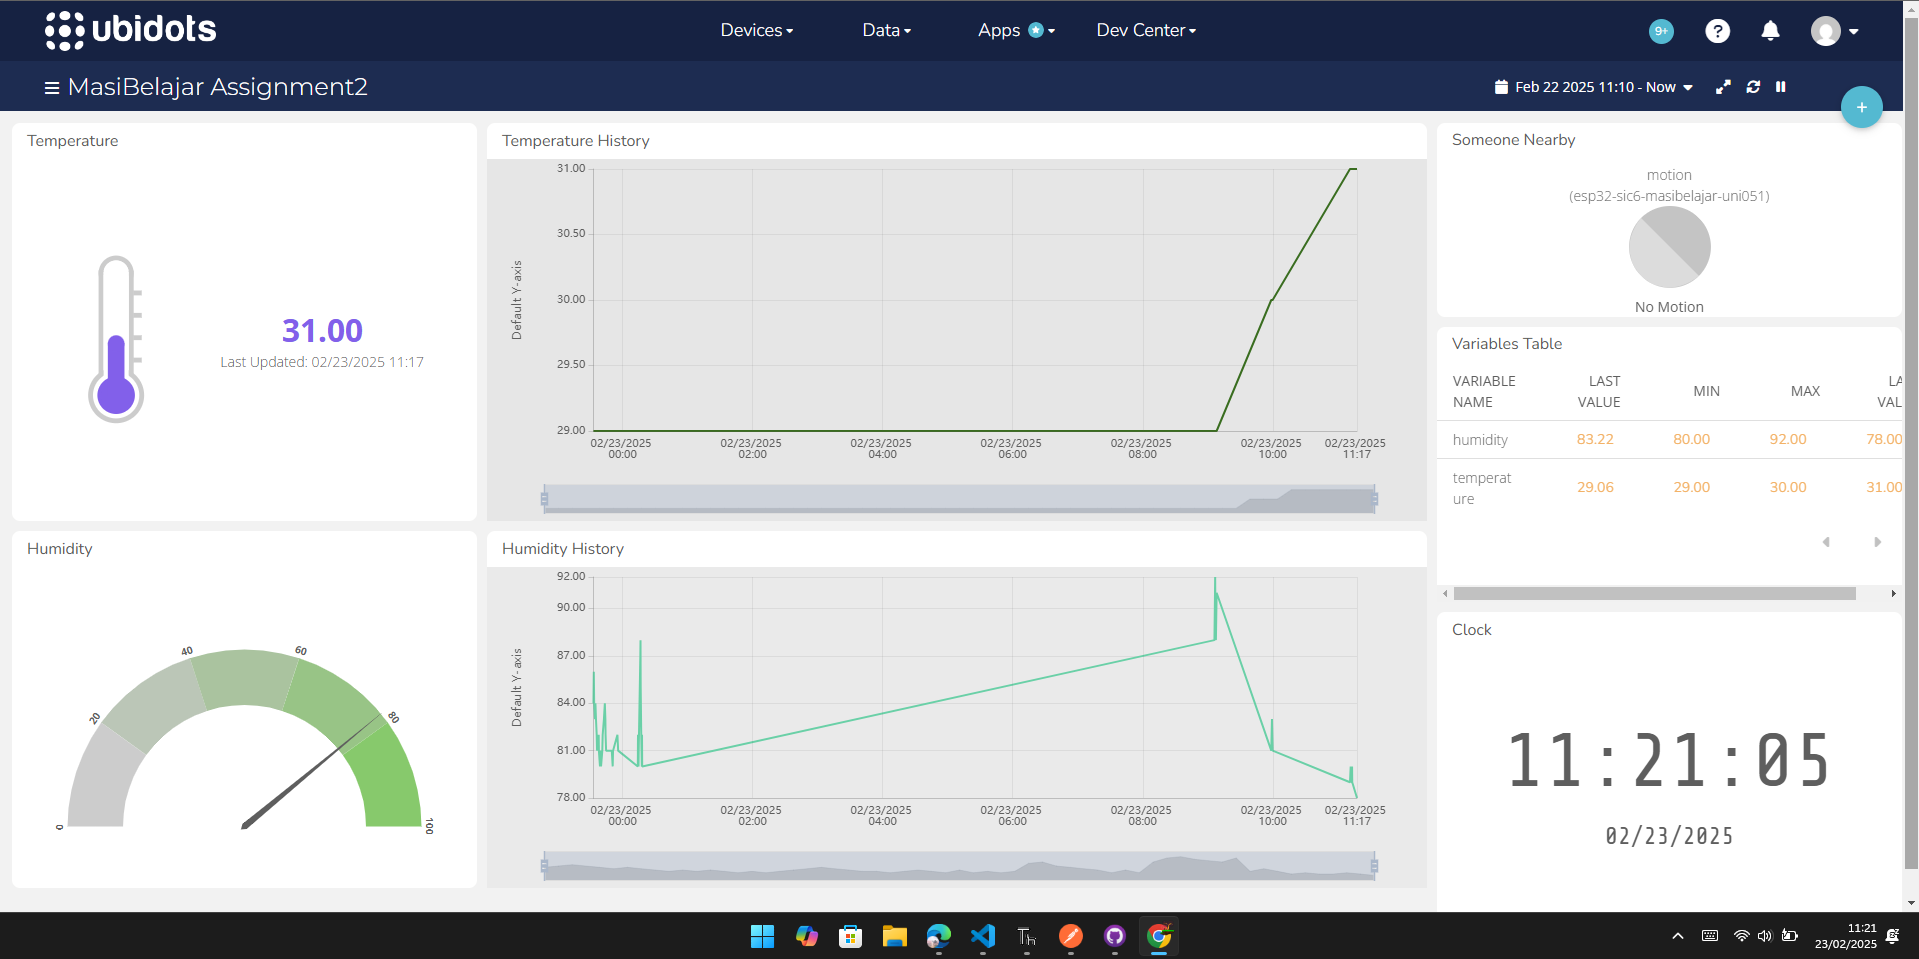 ubidots
Devices
Data
Apps
Dev Center
9+
?
MasiBelajar Assignment2
Feb 22 2025 11:10 - Now
+
Temperature
31.00
Last Updated: 02/23/2025 11:17
Temperature History
Default Y-axis
31.00
30.50
30.00
29.50
29.00
02/23/2025 02/23/2025 02/23/2025 02/23/2025 02/23/2025 02/23/2025 02/23/2025
00:00 02:00 04:00 06:00 08:00 10:00 11:17
Someone Nearby
motion
(esp32-sic6-masibelajar-uni051)
No Motion
Variables Table
VARIABLE NAME LAST VALUE MIN MAX LA VAL
humidity 83.22 80.00 92.00 78.00
temperat
ure
29.06 29.00 30.00 31.00
Humidity
0
20
40
60
80
100
Humidity History
Default Y-axis
92.00
90.00
87.00
84.00
81.00
78.00
02/23/2025 02/23/2025 02/23/2025 02/23/2025 02/23/2025 02/23/2025 02/23/2025
00:00 02:00 04:00 06:00 08:00 10:00 11:17
Clock
11:21:05
02/23/2025
Th
11:21
23/02/2025